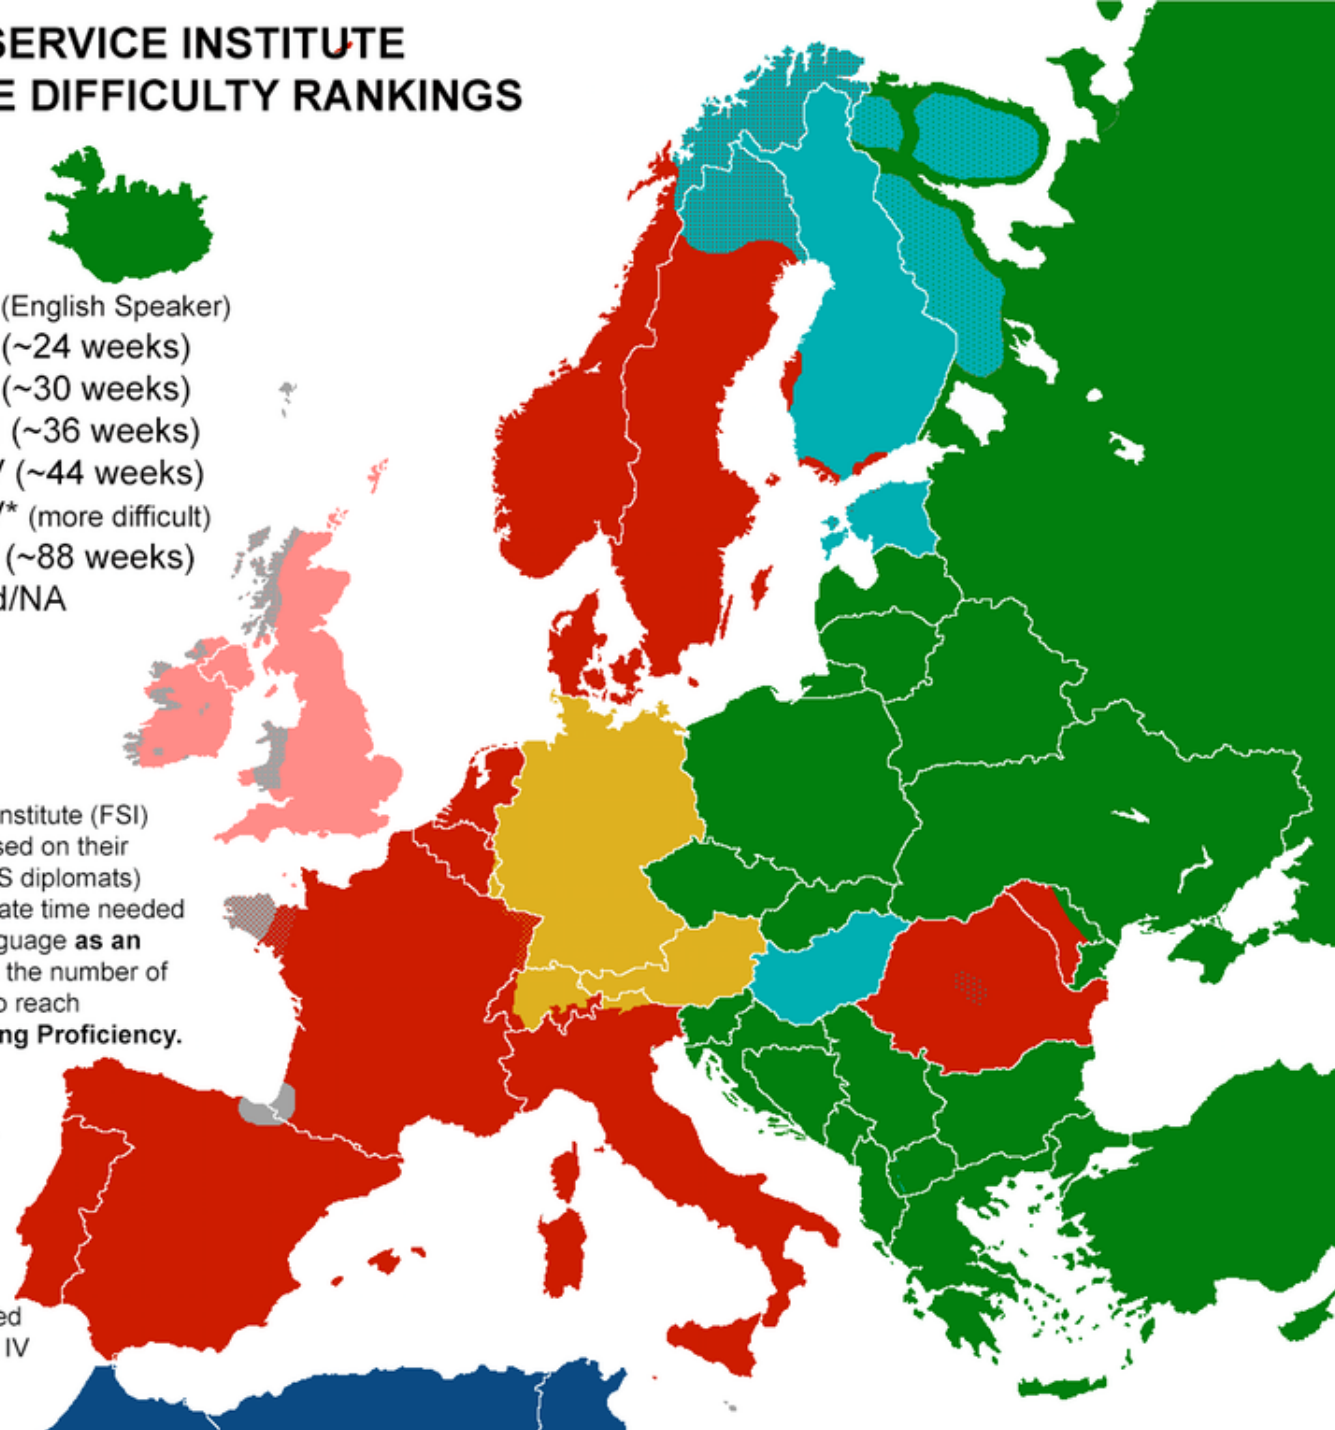 SERVICE INSTITUTE
E DIFFICULTY RANKINGS
(English Speaker)
(~24 weeks)
(~30 weeks)
(~36 weeks)
V (~44 weeks)
V* (more difficult)
(~88 weeks)
d/NA
nstitute (FSI)
sed on their
S diplomats)
ate time needed
guage as an
the number of
o reach
ng Proficiency.
ed
IV